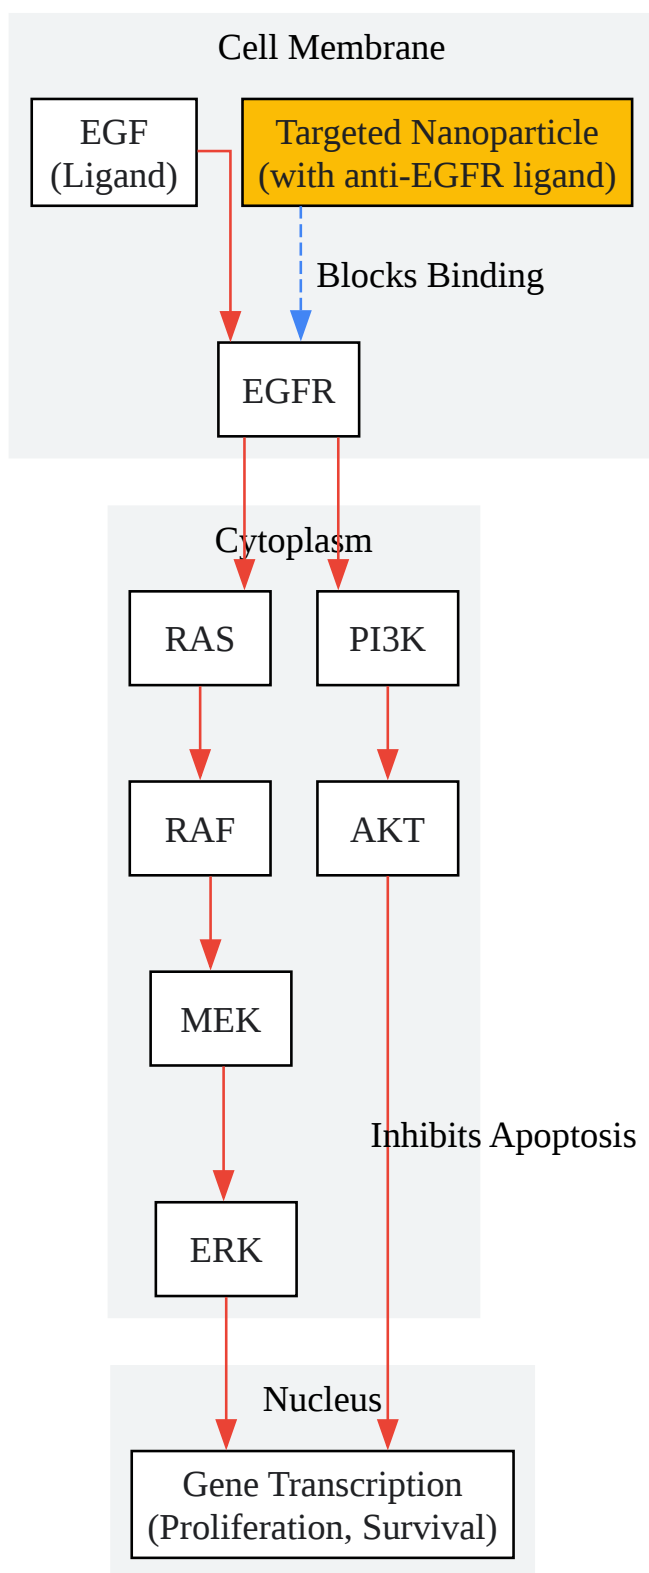 Cell Membrane
EGF
(Ligand)
Targeted Nanoparticle
(with anti-EGFR ligand)
Blocks Binding
EGFR
Cytoplasm
RAS
PI3K
RAF
AKT
MEK
Inhibits Apoptosis
ERK
Nucleus
Gene Transcription
(Proliferation, Survival)